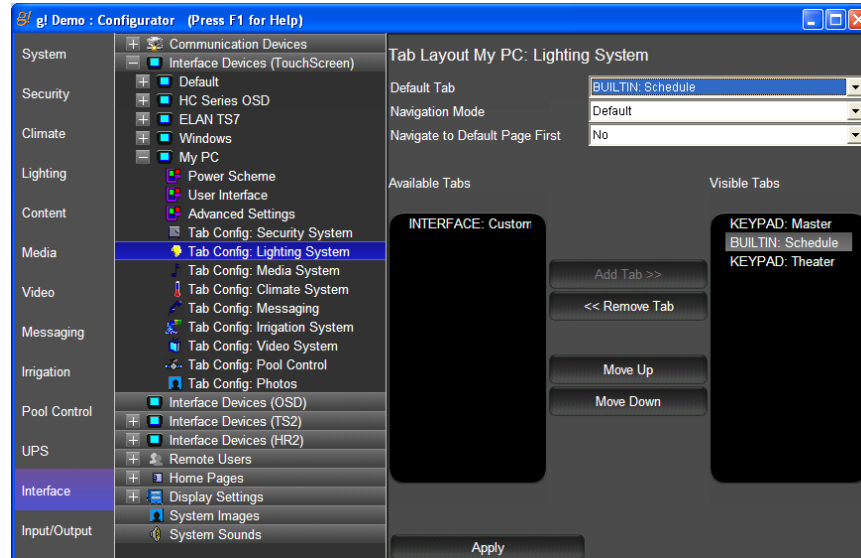 g! g! Demo : Configurator (Press F1 for Help)
System
Security
Climate
Lighting
Content
Media
Video
Messaging
Irrigation
Pool Control
UPS
Interface
Input/Output
Communication Devices
Interface Devices (TouchScreen)
Default
HC Series OSD
ELAN TS7
Windows
My PC
Power Scheme
User Interface
Advanced Settings
Tab Config: Security System
Tab Config: Lighting System
Tab Config: Media System
Tab Config: Climate System
Tab Config: Messaging
Tab Config: Irrigation System
Tab Config: Video System
Tab Config: Pool Control
Tab Config: Photos
Interface Devices (OSD)
Interface Devices (TS2)
Interface Devices (HR2)
Remote Users
Home Pages
Display Settings
System Images
System Sounds
Tab Layout My PC: Lighting System
Default Tab BUILTIN: Schedule
Navigation Mode Default
Navigate to Default Page First No
Available Tabs
INTERFACE: Custom
Add Tab >>
<< Remove Tab
Move Up
Move Down
Visible Tabs
KEYPAD: Master
BUILTIN: Schedule
KEYPAD: Theater
Apply